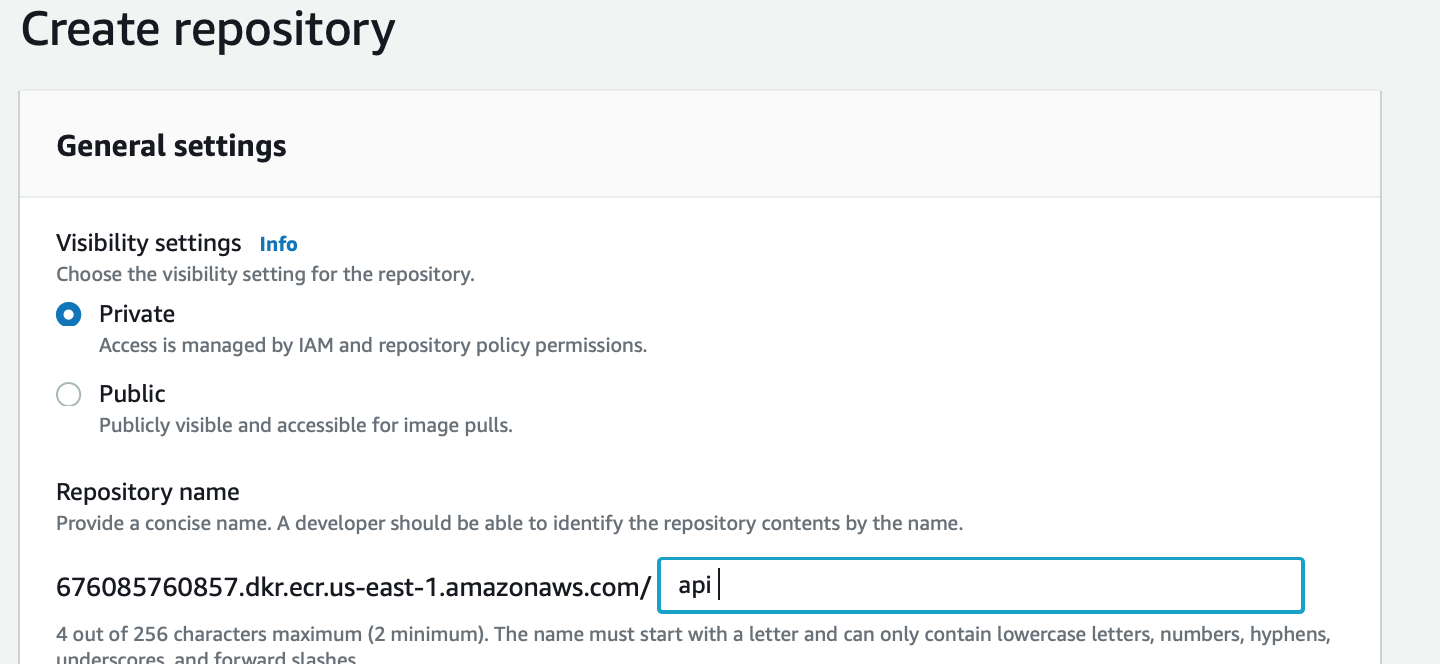 Create repository
General settings
Visibility settings Info
Choose the visibility setting for the repository.
Private
Access is managed by IAM and repository policy permissions.
Public
Publicly visible and accessible for image pulls.
Repository name
Provide a concise name. A developer should be able to identify the repository contents by the name.
676085760857.dkr.ecr.us-east-1.amazonaws.com/ api
4 out of 256 characters maximum (2 minimum). The name must start with a letter and can only contain lowercase letters, numbers, hyphens,
underscores, and forward slashes.